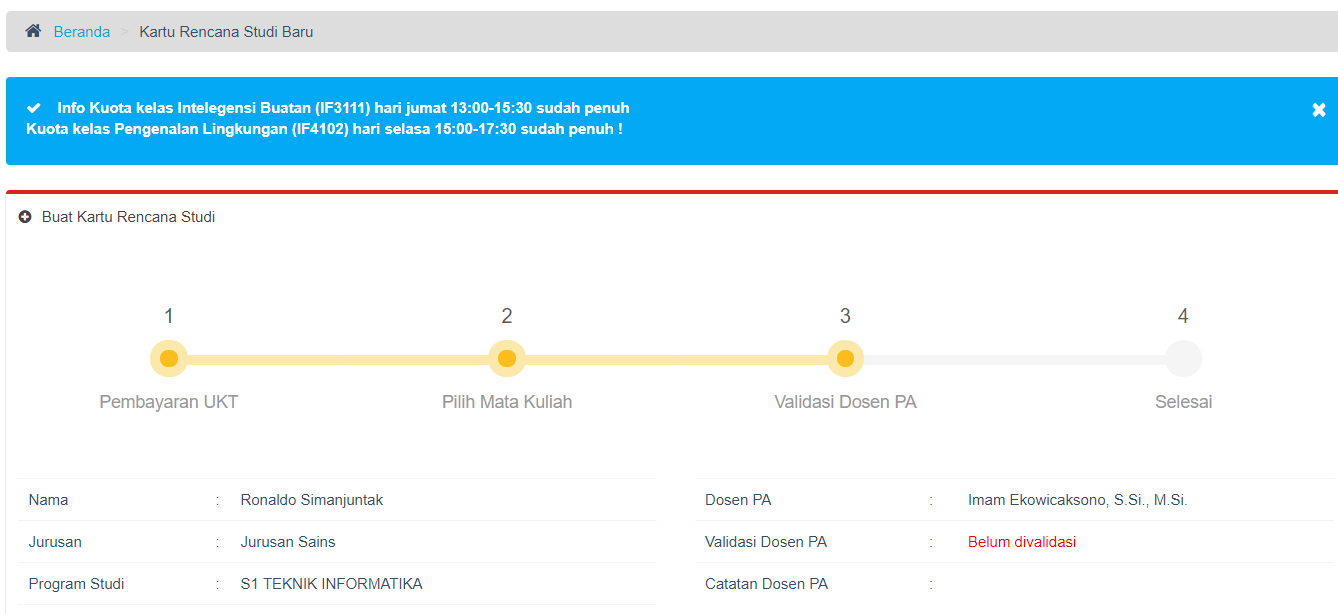 Beranda > Kartu Rencana Studi Baru
Info Kuota kelas Intelegensi Buatan (IF3111) hari jumat 13:00-15:30 sudah penuh
Kuota kelas Pengenalan Lingkungan (IF4102) hari selasa 15:00-17:30 sudah penuh !
Buat Kartu Rencana Studi
1 2 3 4
Pembayaran UKT Pilih Mata Kuliah Validasi Dosen PA Selesai
Nama : Ronaldo Simanjuntak Dosen PA : Imam Ekowicaksono, S.Si., M.Si.
Jurusan : Jurusan Sains Validasi Dosen PA : Belum divalidasi
Program Studi : S1 TEKNIK INFORMATIKA Catatan Dosen PA :